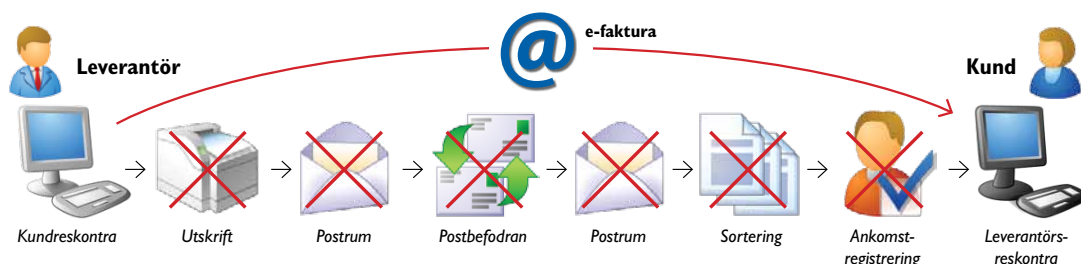 @ e-faktura
Leverantör
Kund
Kundreskontra
Utskrift
Postrum
Postbefodran
Postrum
Sortering
Ankomst-
registrering
Leverantörs-
reskontra